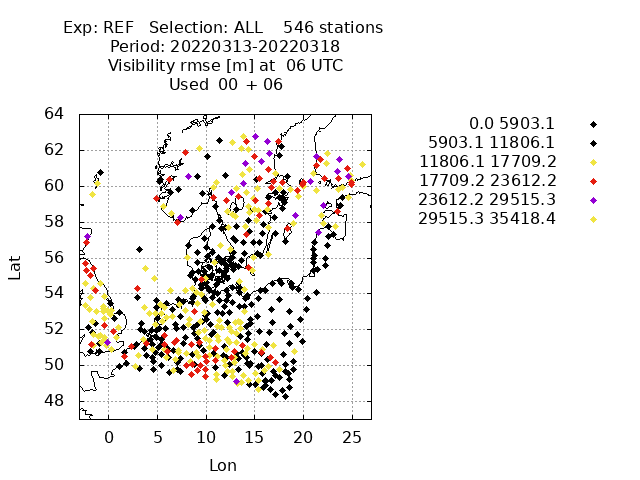 Exp: REF   Selection: ALL    546 stations
Period: 20220313-20220318
Visibility rmse [m] at  06 UTC
Used  00 + 06
0.0 5903.1
5903.1 11806.1
11806.1 17709.2
17709.2 23612.2
23612.2 29515.3
29515.3 35418.4
64
62
60
58
56
54
52
50
48
Lat
0 5 10 15 20 25
Lon